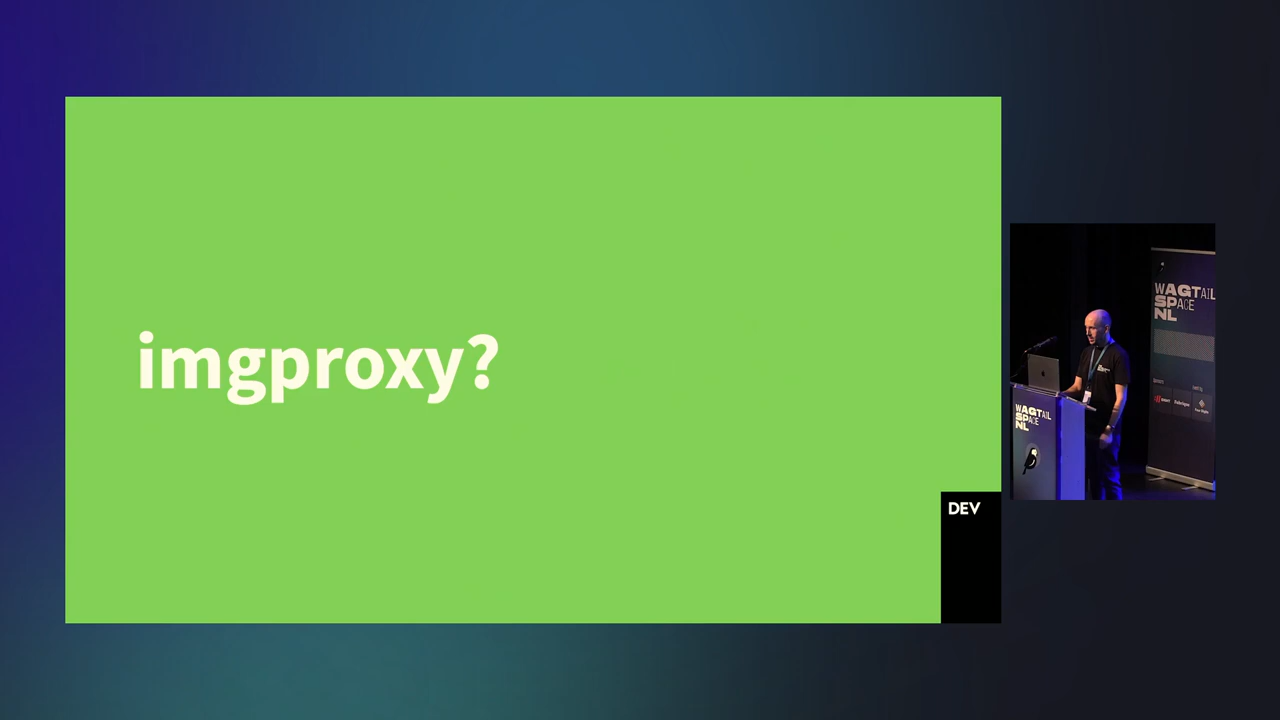 imgproxy?
DEV
WAGTAIL
SPACE
NL
WAGTAIL
SPACE
NL